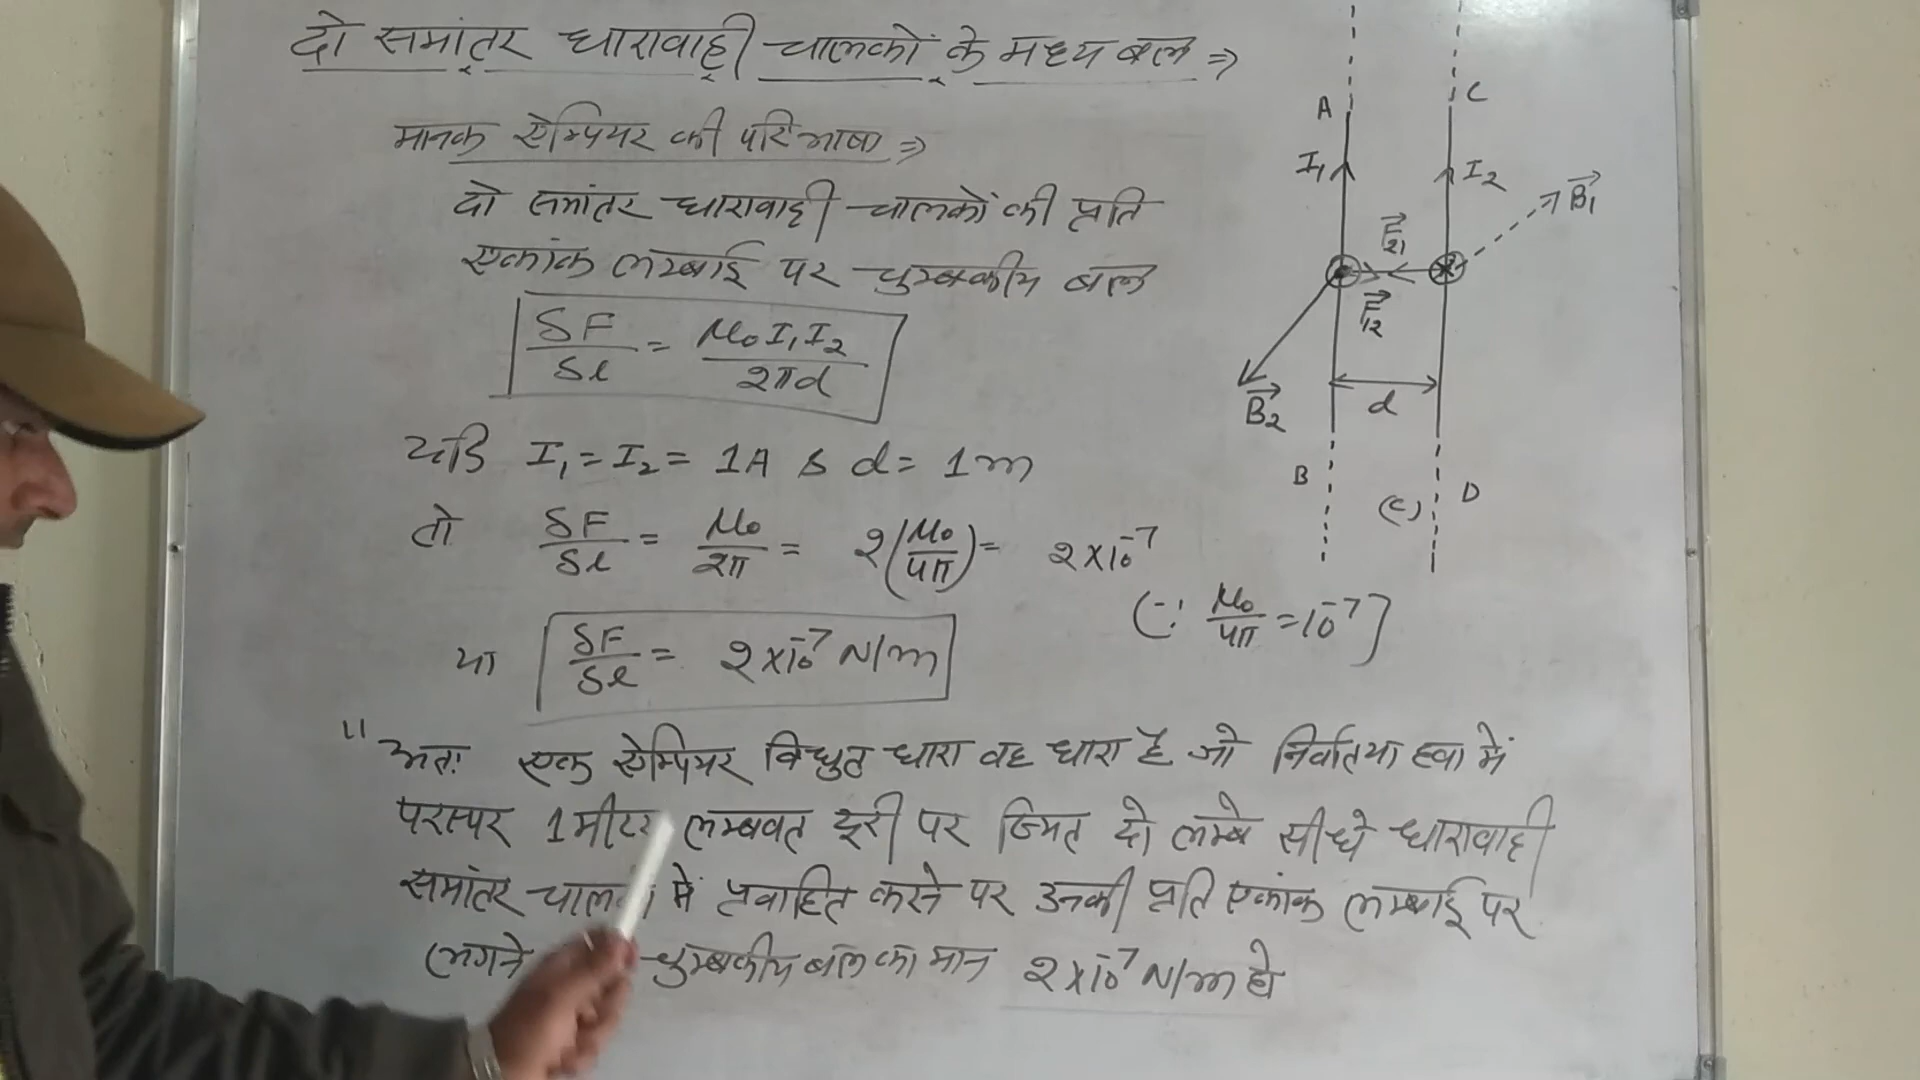 दो समांतर धारावाही चालकों के मध्य बल ⇒
मानक ऐम्पियर की परिभाषा ⇒
दो समांतर धारावाही चालकों की प्रति
एकांक लम्बाई पर चुम्बकीय बल
δF/δl = μ₀I₁I₂/2πd
यदि I₁ = I₂ = 1A & d = 1m
तो δF/δl = μ₀/2π = 2(μ₀/4π) = 2×10⁻⁷
(∵ μ₀/4π = 10⁻⁷)
या δF/δl = 2×10⁻⁷ N/m
" अतः एक ऐम्पियर विधुत धारा वह धारा है जो निर्वात या हवा में
परस्पर 1 मीटर लम्बवत दूरी पर स्थित दो लम्बे सीधे धारावाही
समांतर में प्रवाहित करने पर उनकी प्रति एकांक लम्बाई पर
लगने चुम्बकीय बल का मान 2×10⁻⁷ N/m हो
A C
I₁ I₂
B₁
F₂₁
F₁₂
B₂ d
B D
(c)